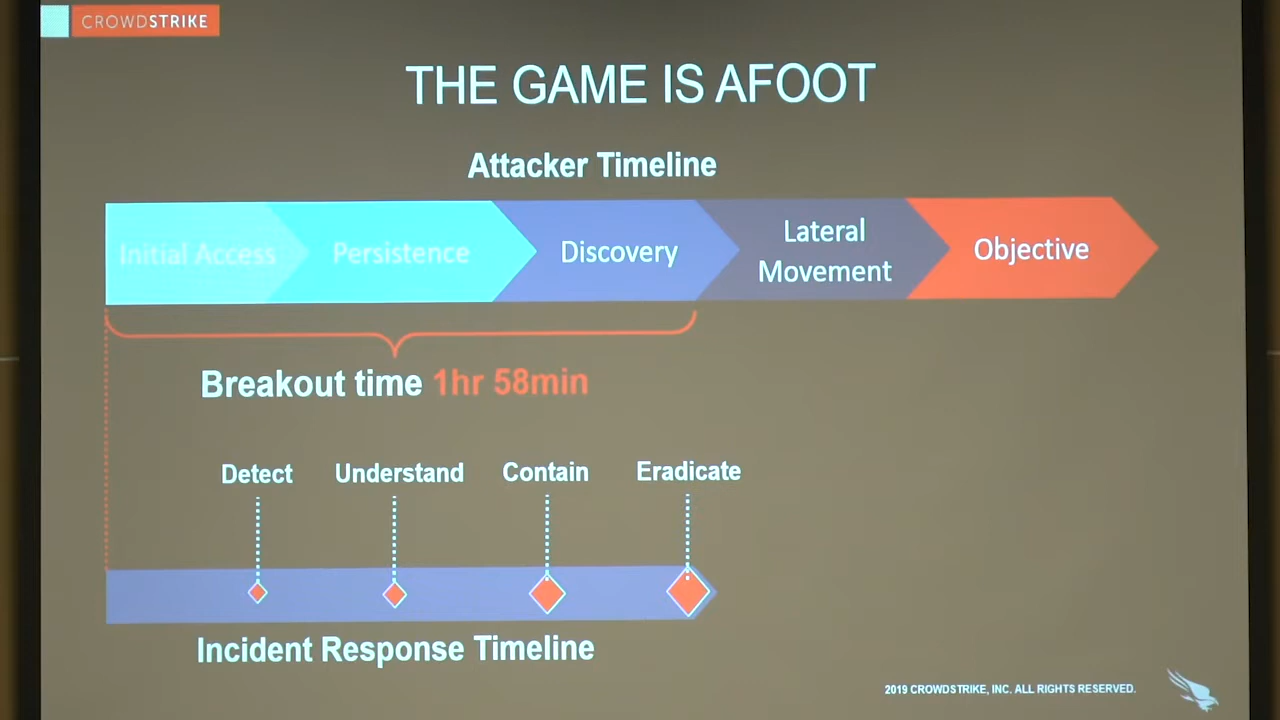 CROWDSTRIKE
THE GAME IS AFOOT
Attacker Timeline
Initial Access
Persistence
Discovery
Lateral
Movement
Objective
Breakout time 1hr 58min
Detect
Understand
Contain
Eradicate
Incident Response Timeline
2019 CROWDSTRIKE, INC. ALL RIGHTS RESERVED.